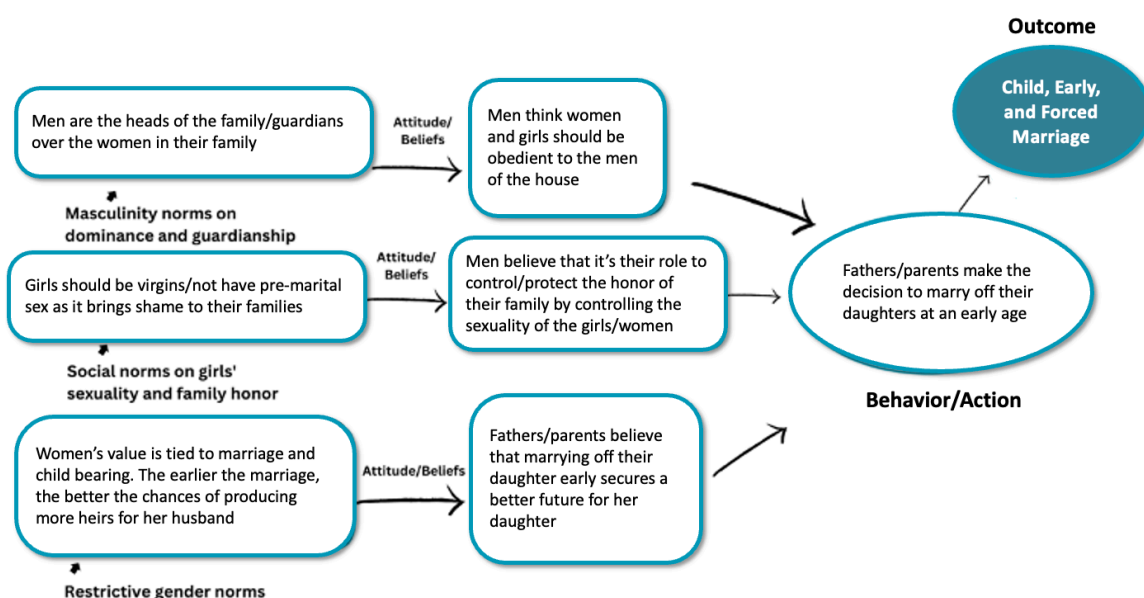 Outcome
Child, Early,
and Forced
Marriage
Men are the heads of the family/guardians
over the women in their family
Attitude/
Beliefs
Men think women
and girls should be
obedient to the men
of the house
Masculinity norms on
dominance and guardianship
Girls should be virgins/not have pre-marital
sex as it brings shame to their families
Attitude/
Beliefs
Men believe that it’s their role to
control/protect the honor of
their family by controlling the
sexuality of the girls/women
Fathers/parents make the
decision to marry off their
daughters at an early age
Behavior/Action
Social norms on girls'
sexuality and family honor
Women’s value is tied to marriage and
child bearing. The earlier the marriage,
the better the chances of producing
more heirs for her husband
Attitude/Beliefs
Fathers/parents believe
that marrying off their
daughter early secures a
better future for her
daughter
Restrictive gender norms